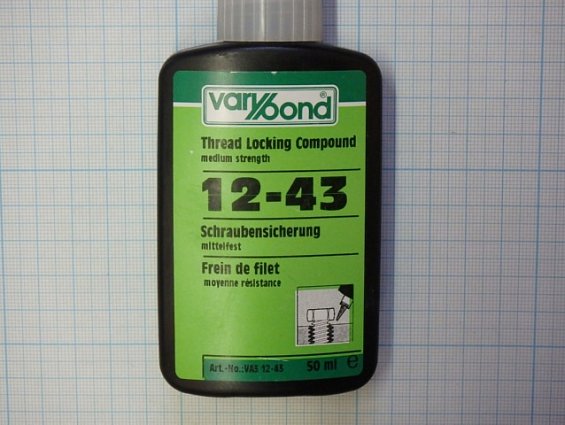 varybond®
Thread Locking Compound
medium strength
12-43
Schraubensicherung
mittelfest
Frein de filet
moyenne résistance
Art.-No.:VA3 12-43 50 ml ℮